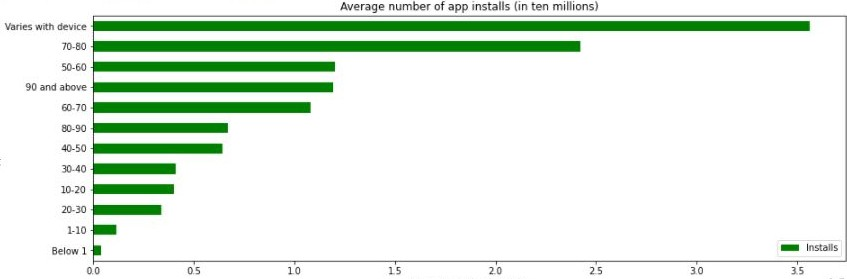 Average number of app installs (in ten millions)
Varies with device
70-80
50-60
90 and above
60-70
80-90
40-50
30-40
10-20
20-30
1-10
Below 1
Installs
0.0 0.5 1.0 1.5 2.0 2.5 3.0 3.5